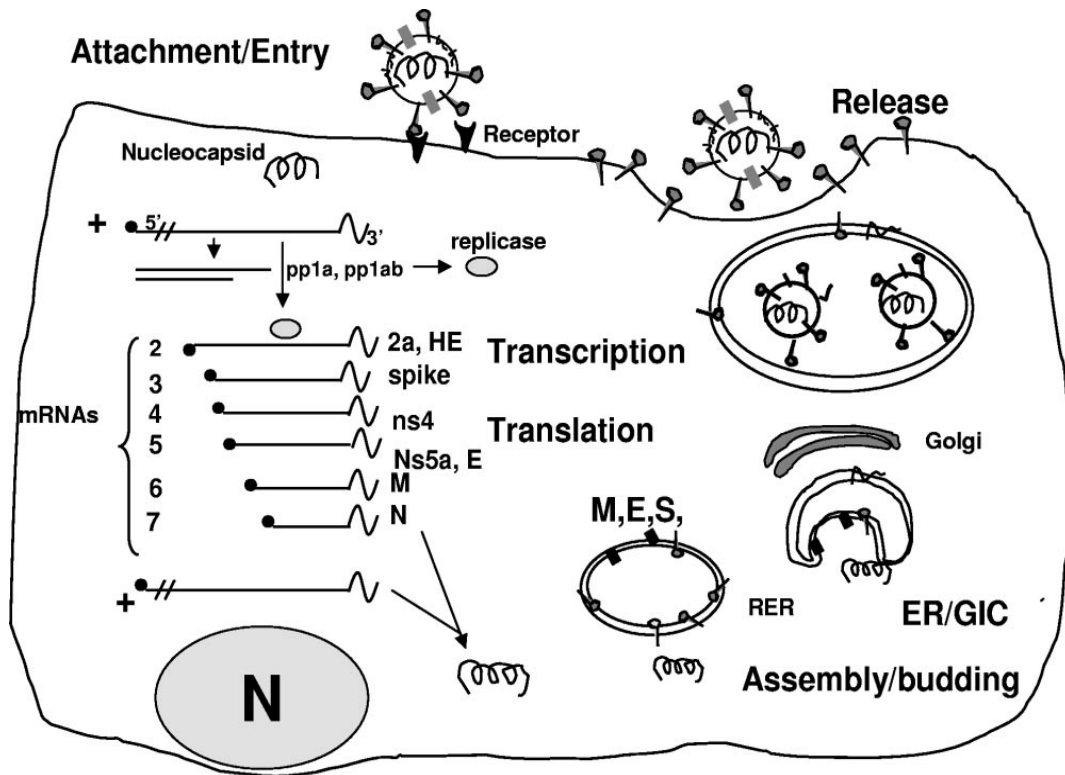 Attachment/Entry
Release
Receptor
Nucleocapsid
+
5'
3'
replicase
pp1a, pp1ab
mRNAs
2
2a, HE
3
spike
4
ns4
5
Ns5a, E
6
M
7
N
+
Transcription
Translation
Golgi
M,E,S,
RER
ER/GIC
Assembly/budding
N